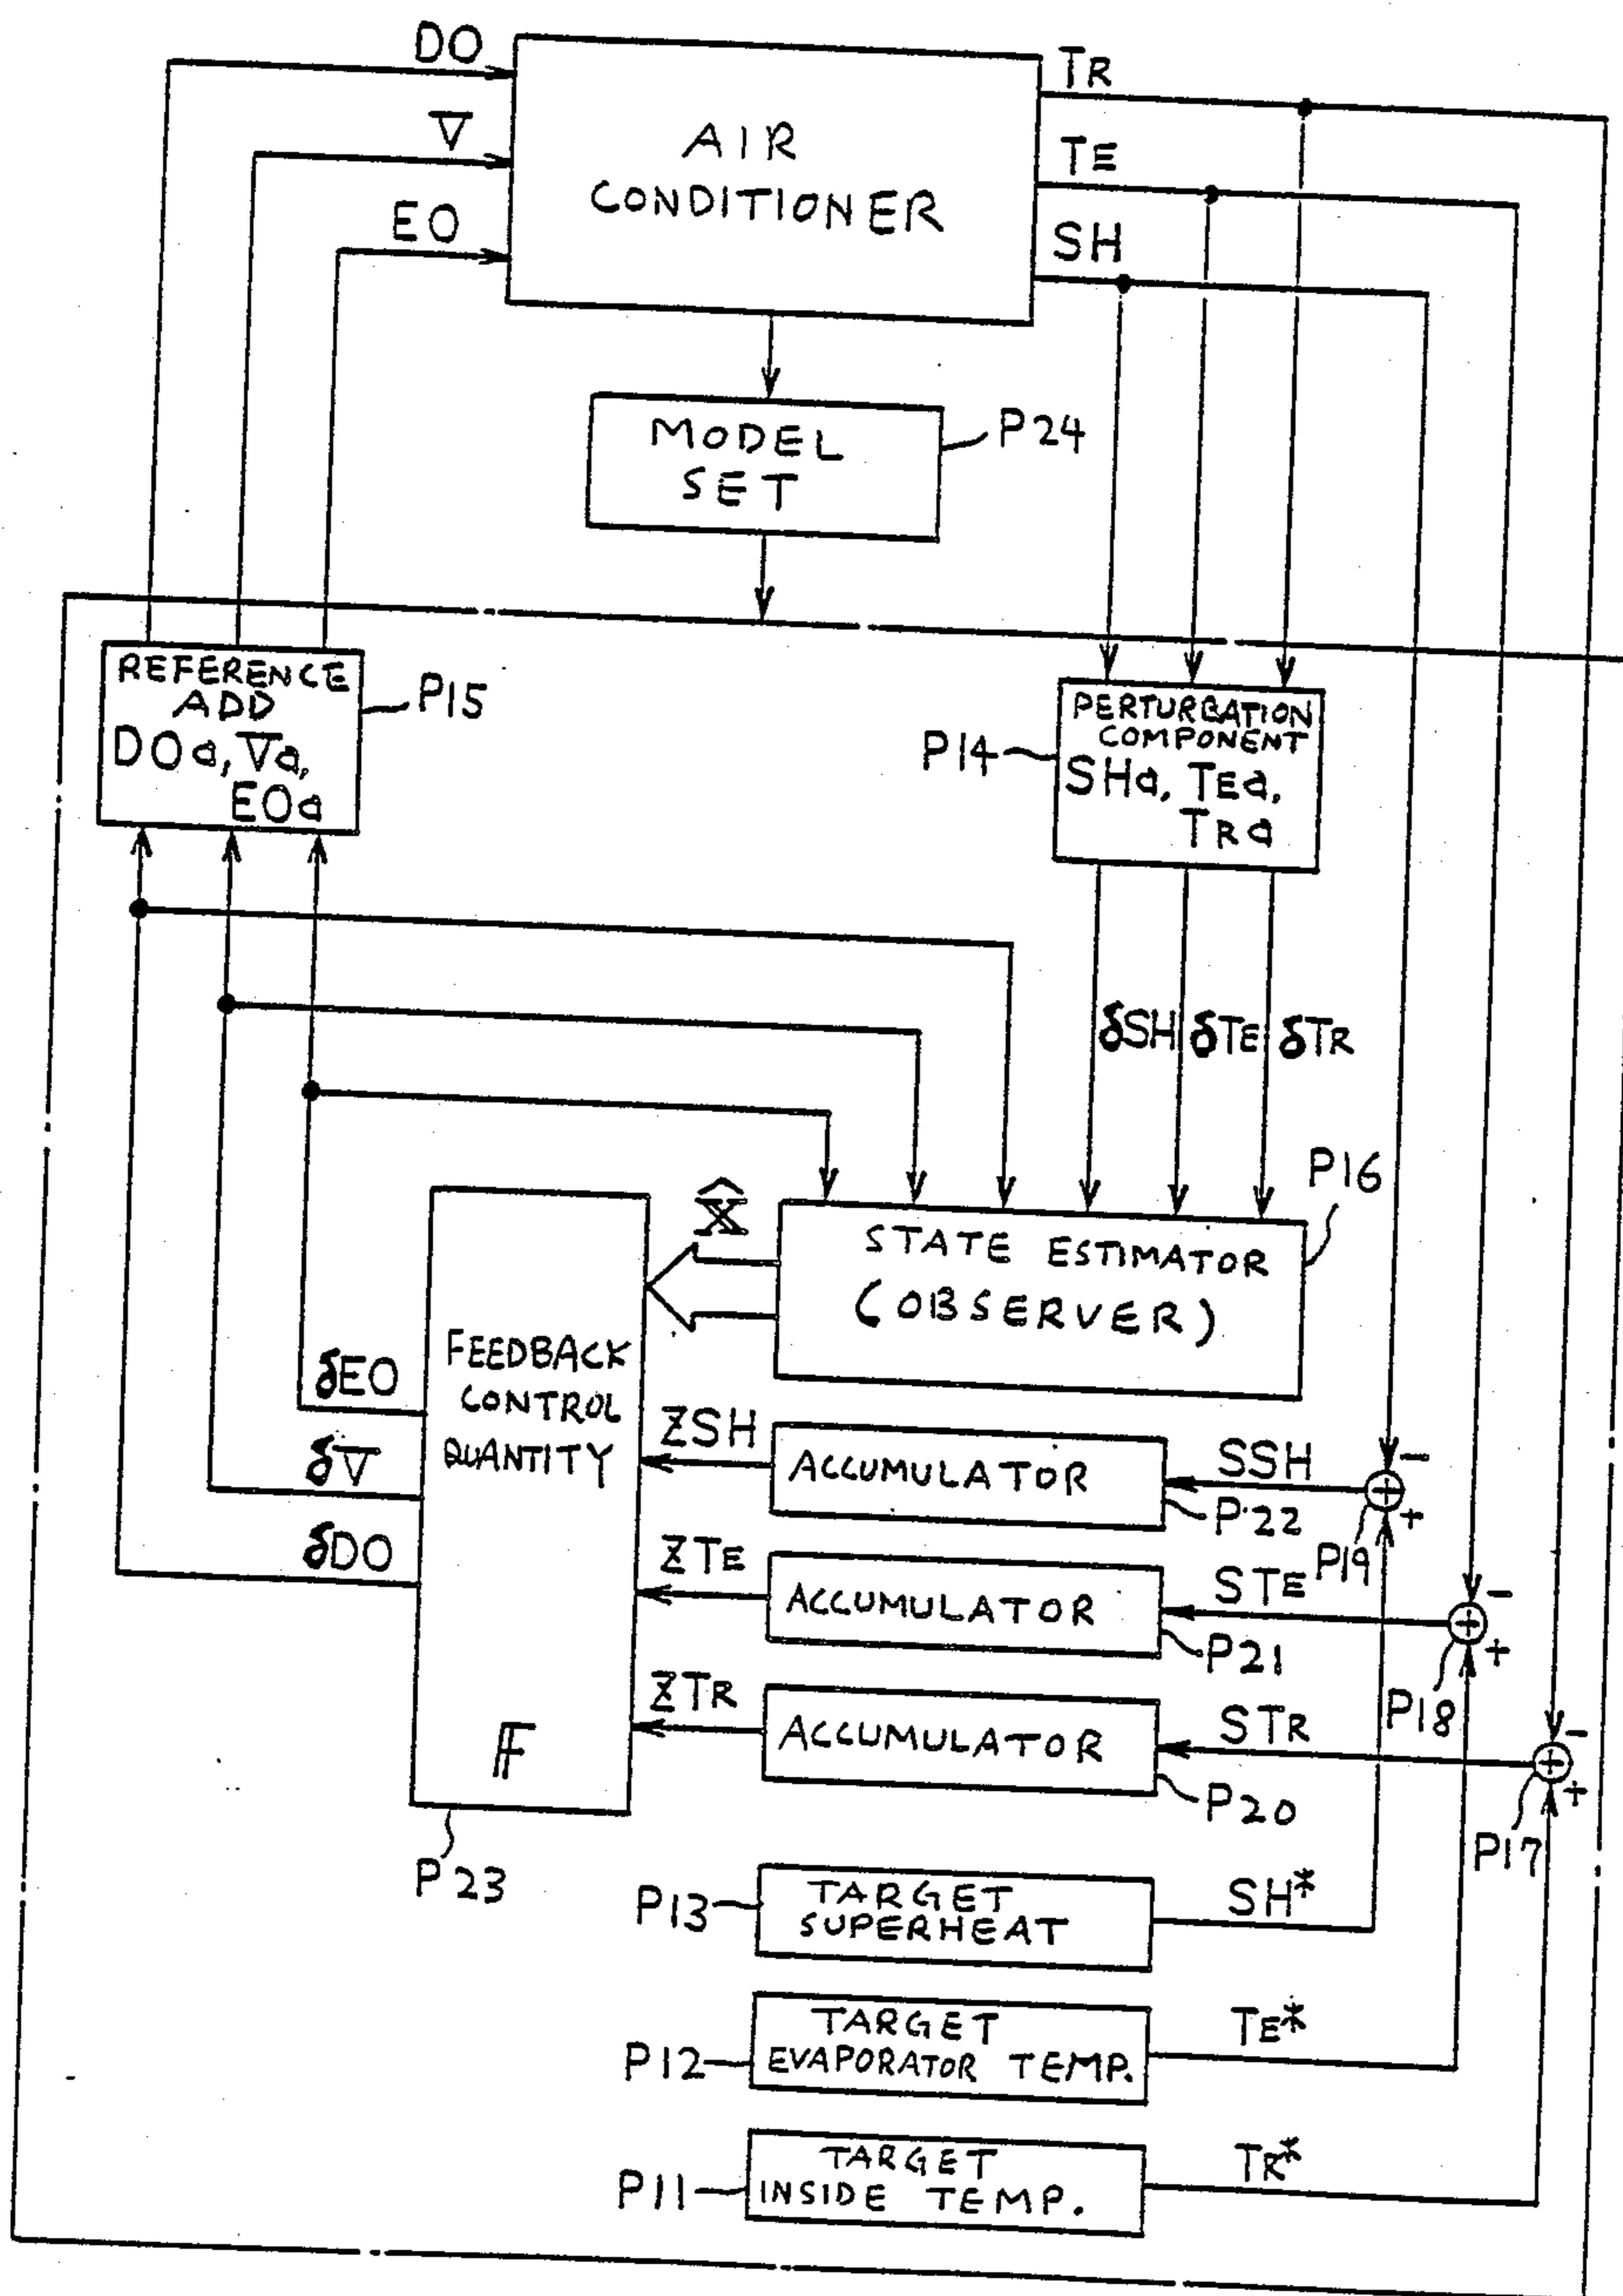 DO
TR
V
AIR
CONDITIONER
TE
EO
SH
MODEL
SET
P24
REFERENCE
ADD
DOa, Va,
EOa
P15
PERTURBATION
COMPONENT
SHa, TEa,
TRa
P14
δSH
δTE
δTR
P16
X̂
STATE ESTIMATOR
(OBSERVER)
FEEDBACK
CONTROL
QUANTITY
F
P23
δEO
δV
δDO
ZSH
ACCUMULATOR
SSH
P22
-
+
P19
ZTE
ACCUMULATOR
STE
P21
-
+
P18
ZTR
ACCUMULATOR
STR
P20
-
+
P17
P13
TARGET
SUPERHEAT
SH*
P12
TARGET
EVAPORATOR TEMP.
TE*
P11
TARGET
INSIDE TEMP.
TR*